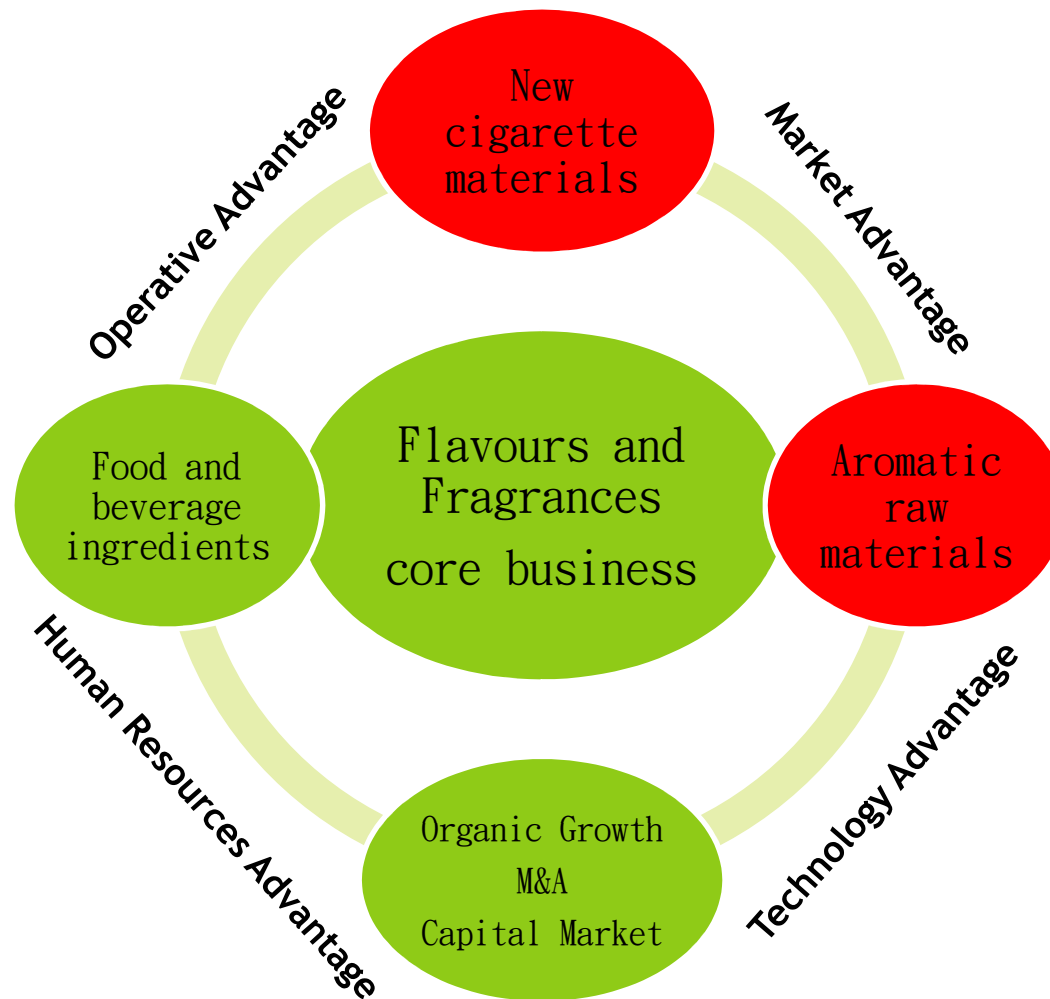 New
cigarette
materials
Operative Advantage
Market Advantage
Flavours and
Fragrances
core business
Food and
beverage
ingredients
Aromatic
raw
materials
Human Resources Advantage
Technology Advantage
Organic Growth
M&A
Capital Market